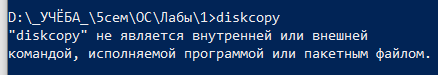 D:\_УЧЁБА_\5сем\ОС\Лабы\1>diskcopy
"diskcopy" не является внутренней или внешней
командой, исполняемой программой или пакетным файлом.